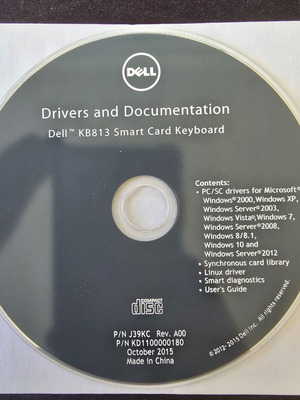 DELL
Drivers and Documentation
Dell™ KB813 Smart Card Keyboard
Contents:
• PC/SC drivers for Microsoft®
Windows®2000, Windows XP,
Windows Server®2003,
Windows Vista®, Windows 7,
Windows Server®2008,
Windows 8/8.1,
Windows 10 and
Windows Server®2012
• Synchronous card library
• Linux driver
• Smart diagnostics
• User's Guide
COMPACT
disc
P/N J39KC Rev. A00
P/N KD1100000180
October 2015
Made in China
© 2012-2015 Dell Inc. All rights reserved.